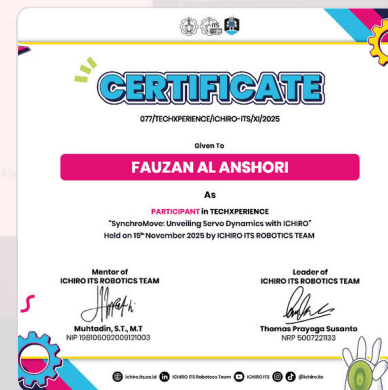 CERTIFICATE
077/TECHXPERIENCE/ICHIRO-ITS/XI/2025
Given To
FAUZAN AL ANSHORI
As
PARTICIPANT in TECHXPERIENCE
"SynchroMove: Unveiling Servo Dynamics with ICHIRO"
Held on 15th November 2025 by ICHIRO ITS ROBOTICS TEAM
Mentor of
ICHIRO ITS ROBOTICS TEAM
Muhtadin, S.T., M.T
NIP 198106092009121003
Leader of
ICHIRO ITS ROBOTICS TEAM
Thomas Prayoga Susanto
NRP 5007221133
ichiro.its.ac.id
ICHIRO ITS Robotocs Team
ICHIRO ITS
@ichiro.its